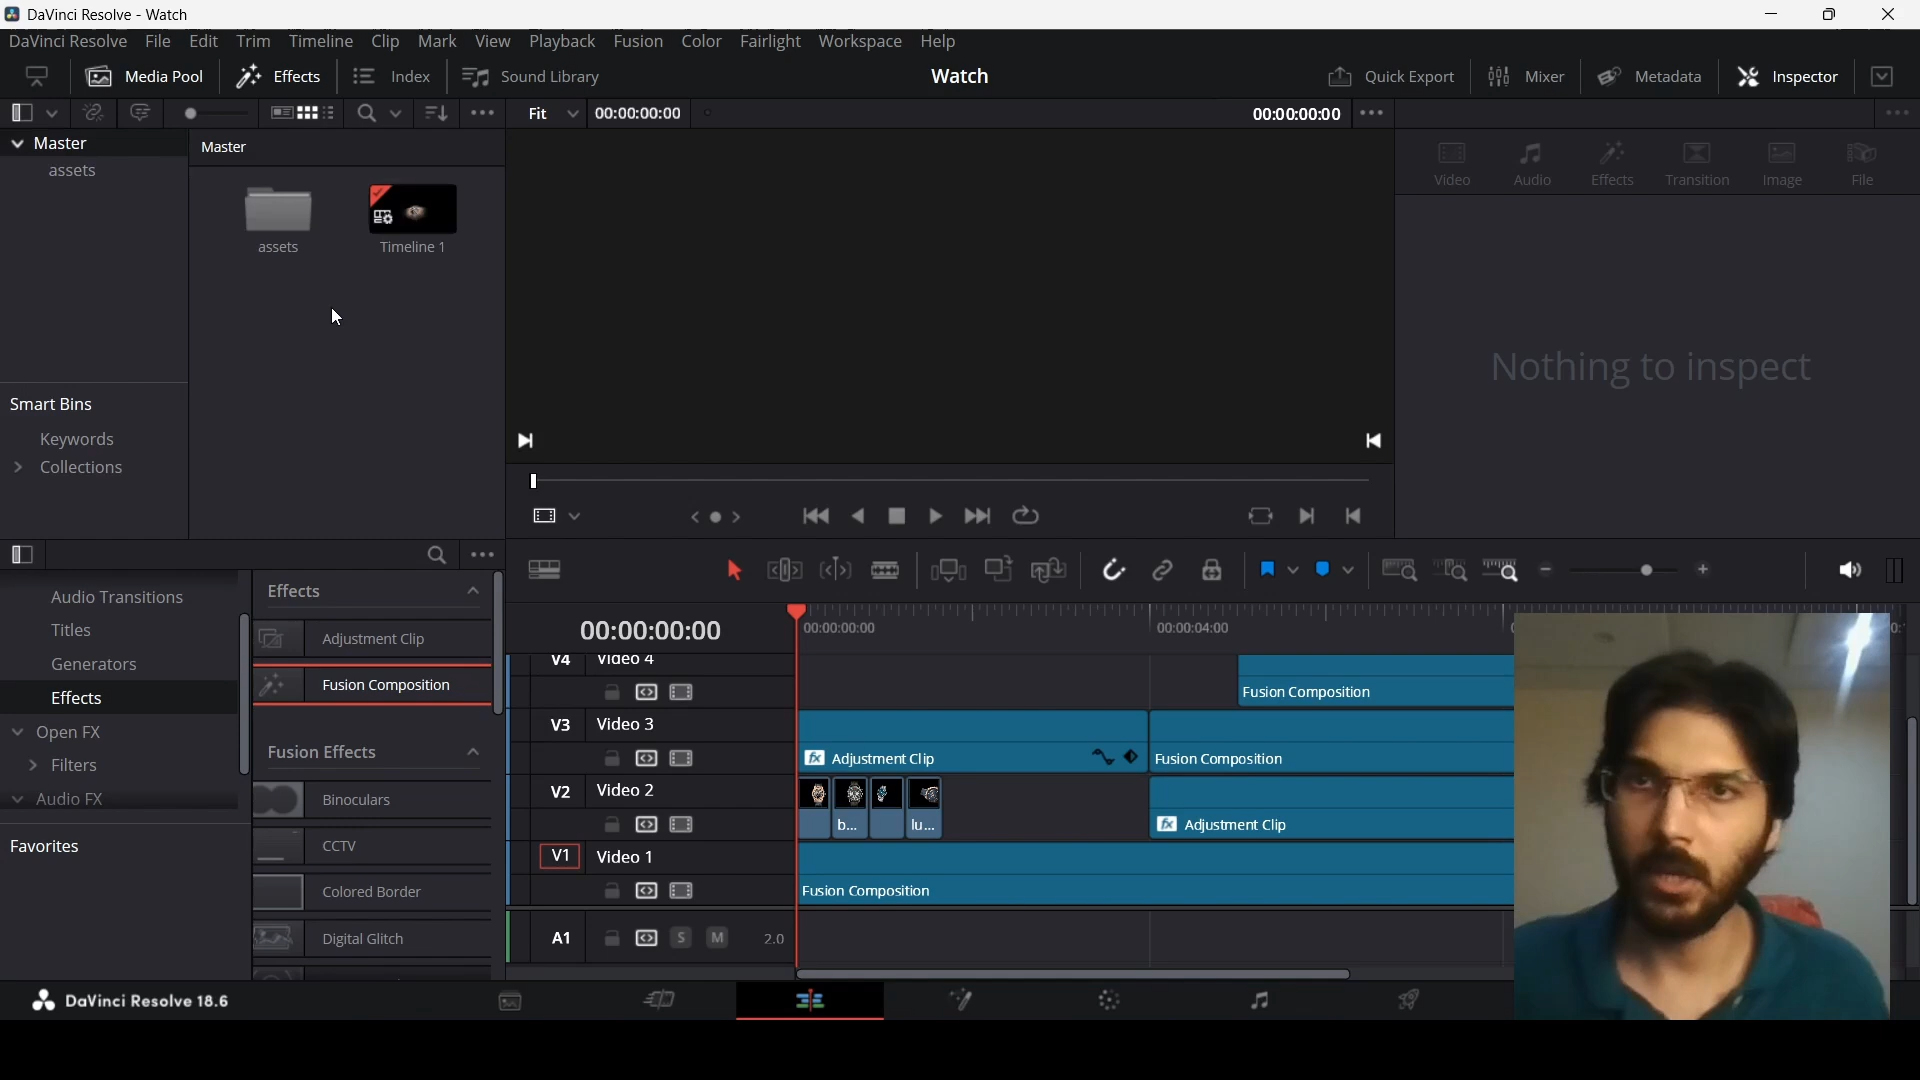 DaVinci Resolve - Watch
DaVinci Resolve File Edit Trim Timeline Clip Mark View Playback Fusion Color Fairlight Workspace Help
Media Pool Effects Index Sound Library Watch Quick Export Mixer Metadata Inspector
Fit 00:00:00:00 00:00:00:00
Master Master
assets
assets Timeline 1
Video Audio Effects Transition Image File
Nothing to inspect
Smart Bins
Keywords
Collections
Audio Transitions
Titles
Generators
Effects
Open FX
Filters
Audio FX
Favorites
Effects
Adjustment Clip
Fusion Composition
Fusion Effects
Binoculars
CCTV
Colored Border
Digital Glitch
00:00:00:00 00:00:00:00 00:00:04:00
V4 Video 4
Fusion Composition
V3 Video 3
Adjustment Clip Fusion Composition
V2 Video 2
b... lu... Adjustment Clip
V1 Video 1
Fusion Composition
A1 S M 2.0
DaVinci Resolve 18.6